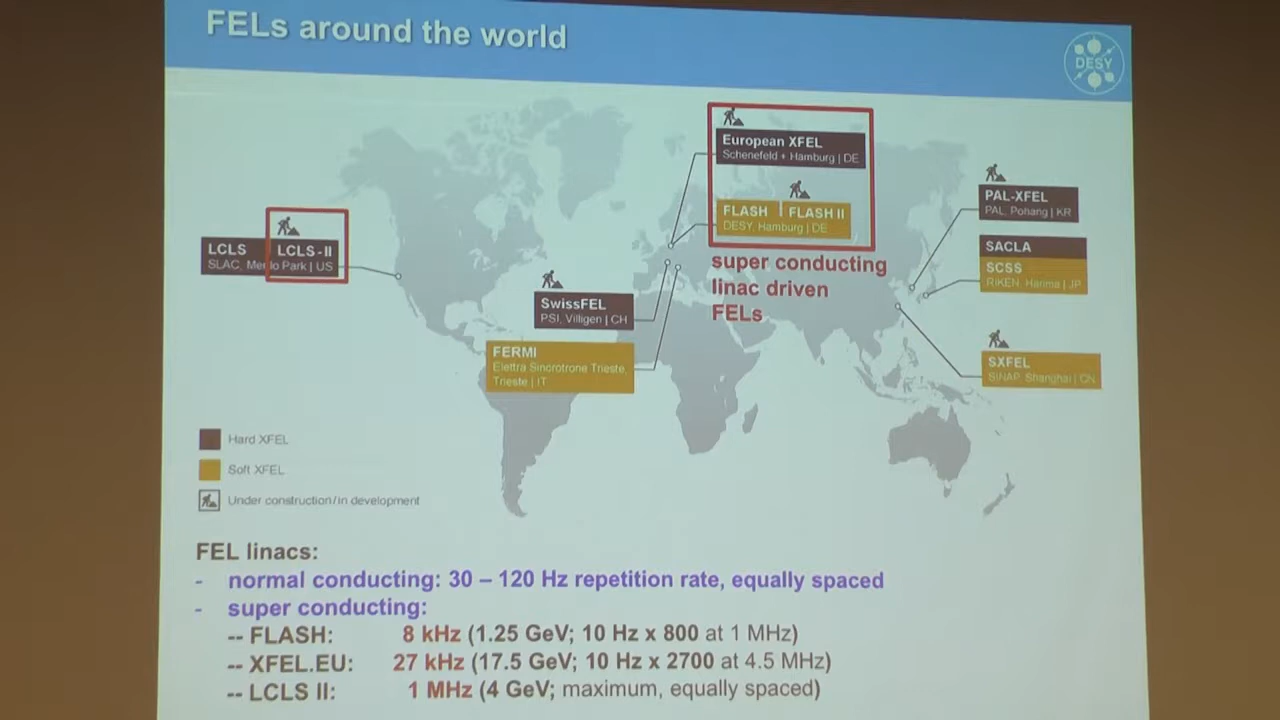 FELs around the world
DESY
European XFEL
Schenefeld + Hamburg | DE
FLASH | FLASH II
DESY, Hamburg | DE
super conducting
linac driven
FELs
LCLS LCLS-II
SLAC, Menlo Park | US
SwissFEL
PSI, Villigen | CH
FERMI
Elettra Sincrotrone Trieste,
Trieste | IT
PAL-XFEL
PAL, Pohang | KR
SACLA
SCSS
RIKEN, Harima | JP
SXFEL
SINAP, Shanghai | CN
Hard XFEL
Soft XFEL
Under construction/in development
FEL linacs:
- normal conducting: 30 – 120 Hz repetition rate, equally spaced
- super conducting:
-- FLASH: 8 kHz (1.25 GeV; 10 Hz x 800 at 1 MHz)
-- XFEL.EU: 27 kHz (17.5 GeV; 10 Hz x 2700 at 4.5 MHz)
-- LCLS II: 1 MHz (4 GeV; maximum, equally spaced)